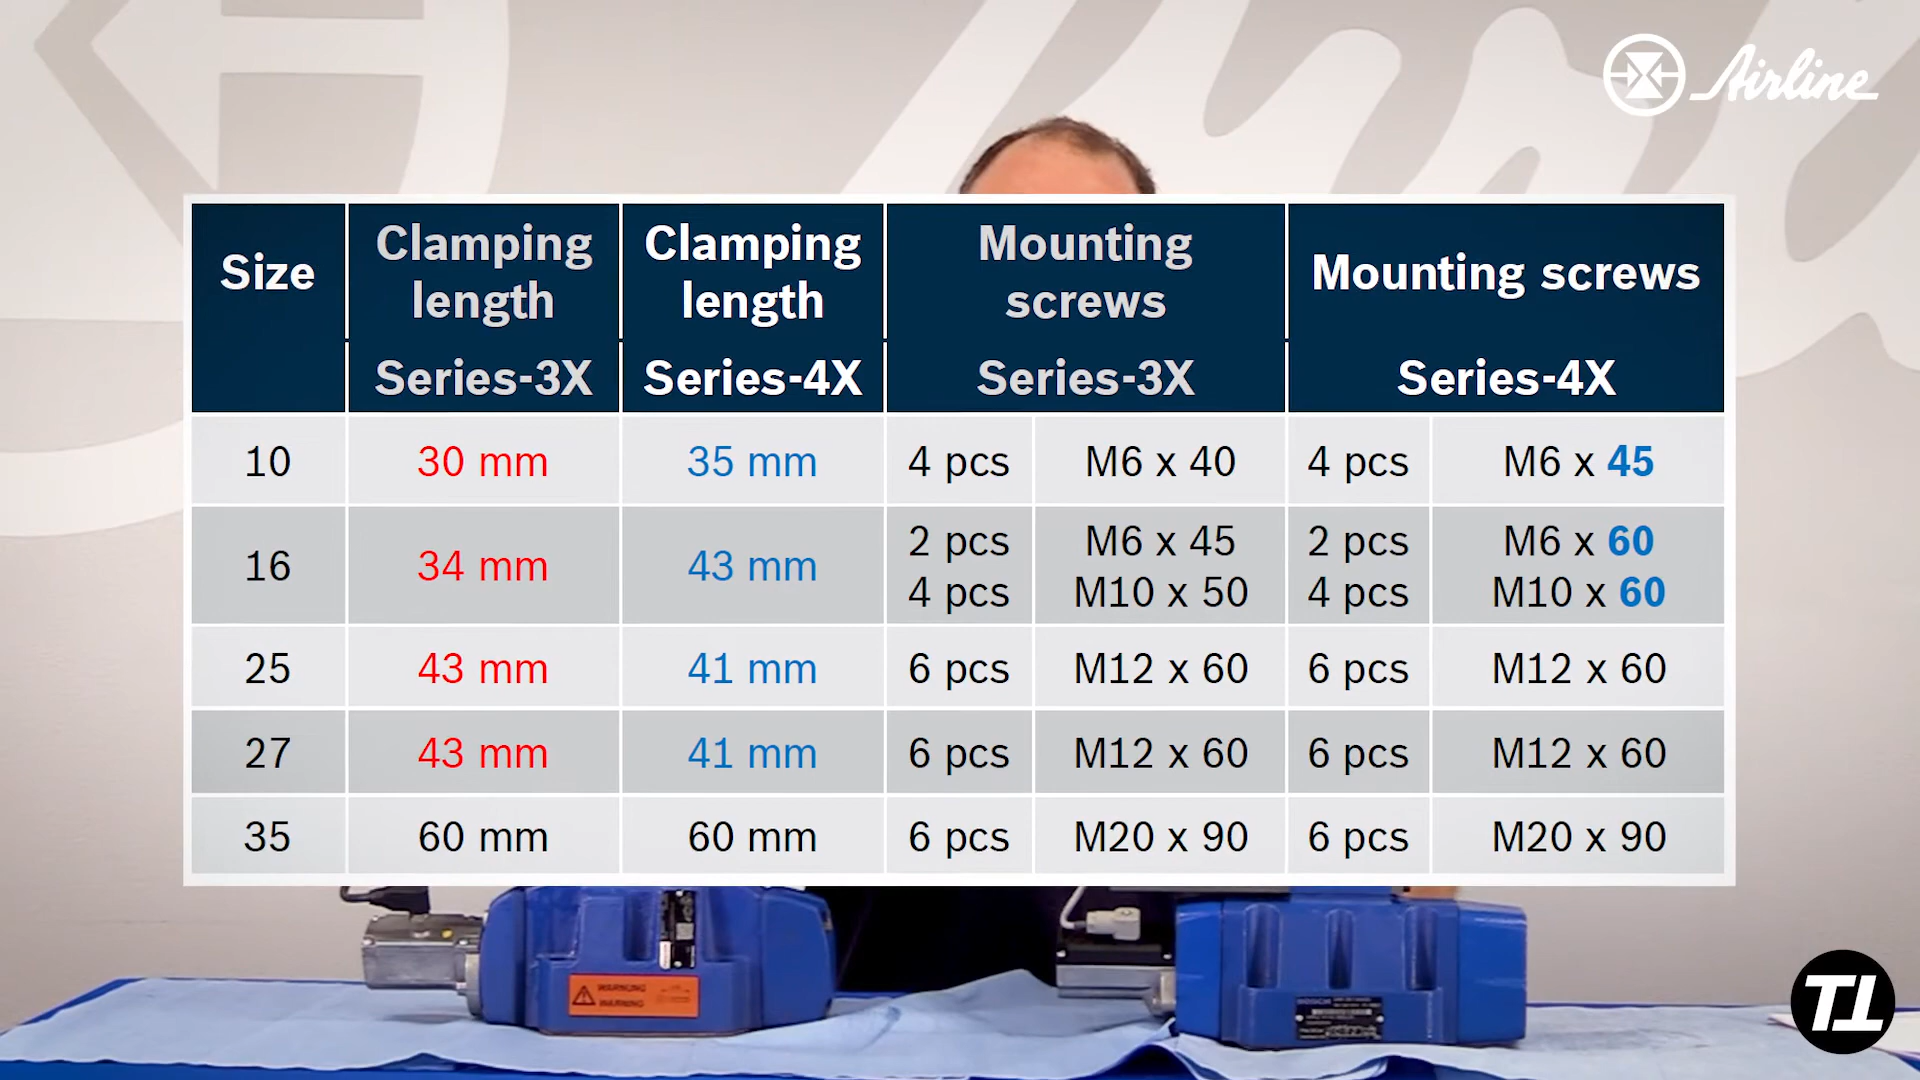 Airline
Size
Clamping length
Clamping length
Mounting screws
Mounting screws
Series-3X
Series-4X
Series-3X
Series-4X
10 30 mm 35 mm 4 pcs M6 x 40 4 pcs M6 x 45
16 34 mm 43 mm 2 pcs M6 x 45 2 pcs M6 x 60
4 pcs M10 x 50 4 pcs M10 x 60
25 43 mm 41 mm 6 pcs M12 x 60 6 pcs M12 x 60
27 43 mm 41 mm 6 pcs M12 x 60 6 pcs M12 x 60
35 60 mm 60 mm 6 pcs M20 x 90 6 pcs M20 x 90
WARNUNG
WARNING